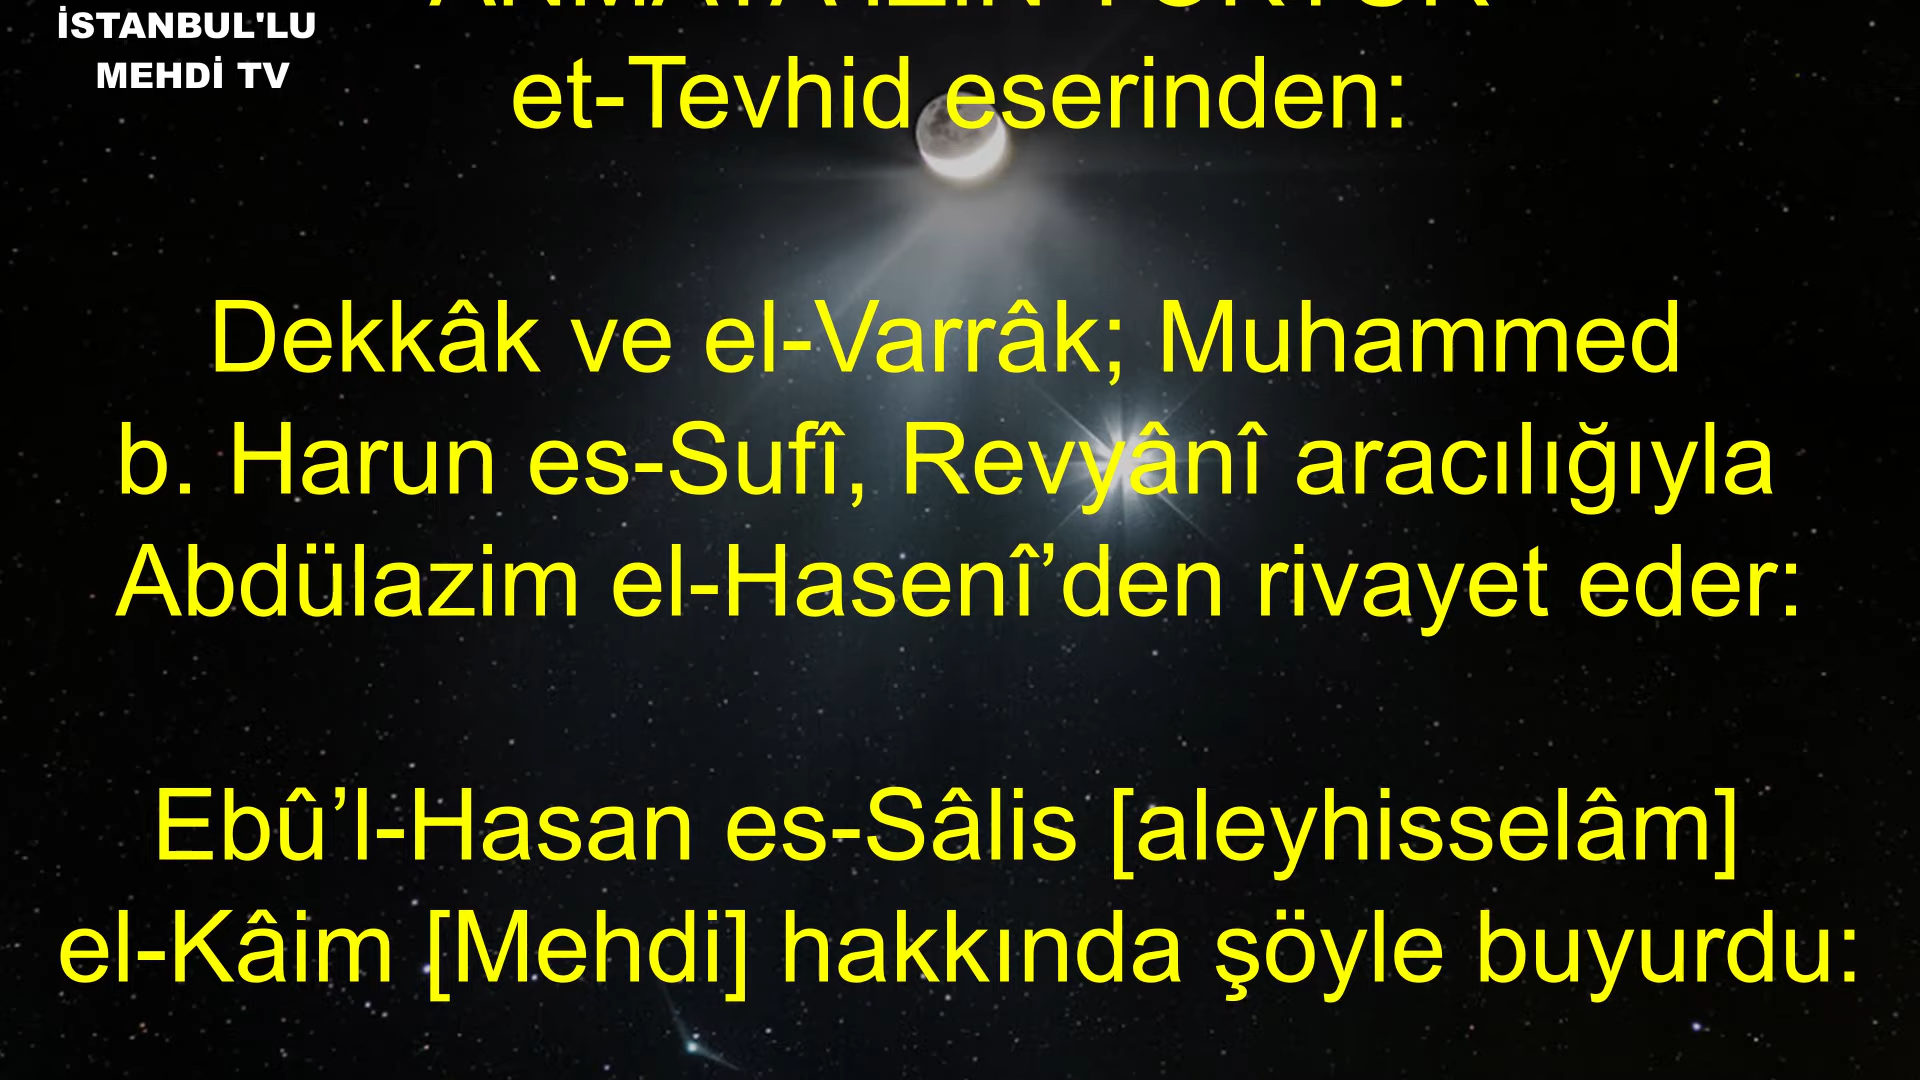 İSTANBUL'LU
MEHDİ TV
et-Tevhid eserinden:
Dekkâk ve el-Varrâk; Muhammed
b. Harun es-Sufî, Revyânî aracılığıyla
Abdülazim el-Hasenî’den rivayet eder:
Ebû’l-Hasan es-Sâlis [aleyhisselâm]
el-Kâim [Mehdi] hakkında şöyle buyurdu: